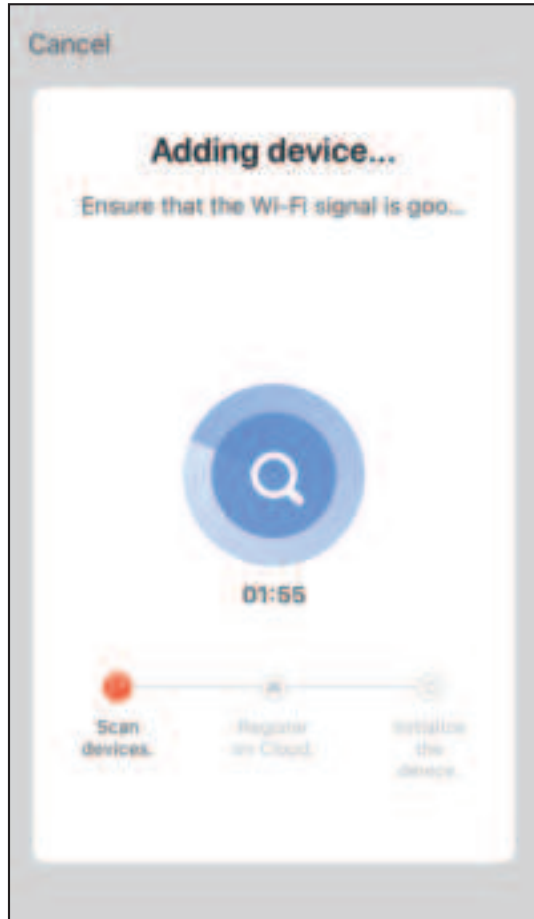 Cancel
Adding device...
Ensure that the Wi-Fi signal is goo...
01:55
Scan
devices.
Register
on Cloud.
Initialize
the
device.